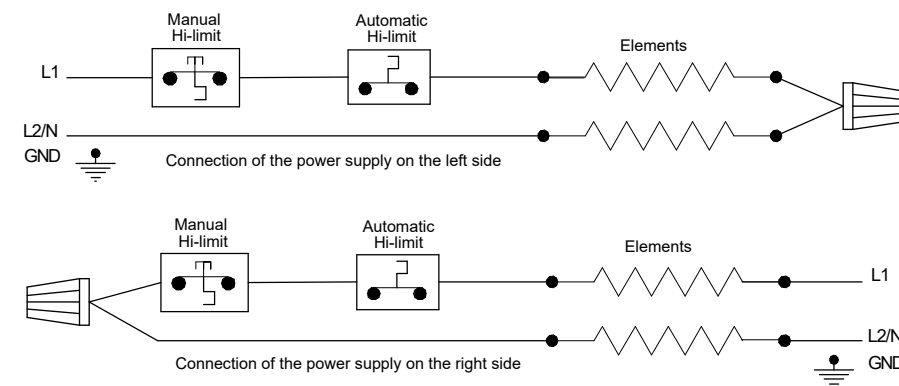 Manual
Hi-limit
Automatic
Hi-limit
Elements
L1
L2/N
GND
Connection of the power supply on the left side
Manual
Hi-limit
Automatic
Hi-limit
Elements
L1
L2/N
GND
Connection of the power supply on the right side